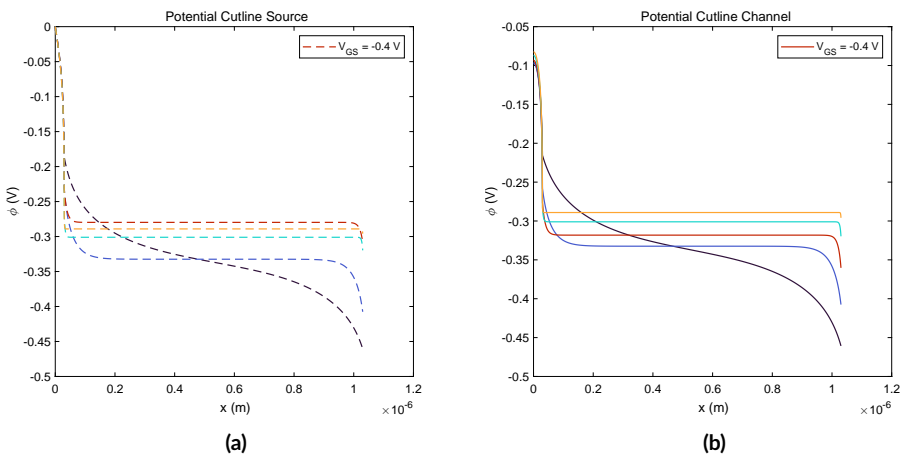 Potential Cutline Source
V_GS = -0.4 V
0
-0.05
-0.1
-0.15
-0.2
-0.25
-0.3
-0.35
-0.4
-0.45
-0.5
ϕ (V)
0 0.2 0.4 0.6 0.8 1 1.2
x (m)
×10^-6
(a)
Potential Cutline Channel
V_GS = -0.4 V
-0.05
-0.1
-0.15
-0.2
-0.25
-0.3
-0.35
-0.4
-0.45
-0.5
ϕ (V)
0 0.2 0.4 0.6 0.8 1 1.2
x (m)
×10^-6
(b)